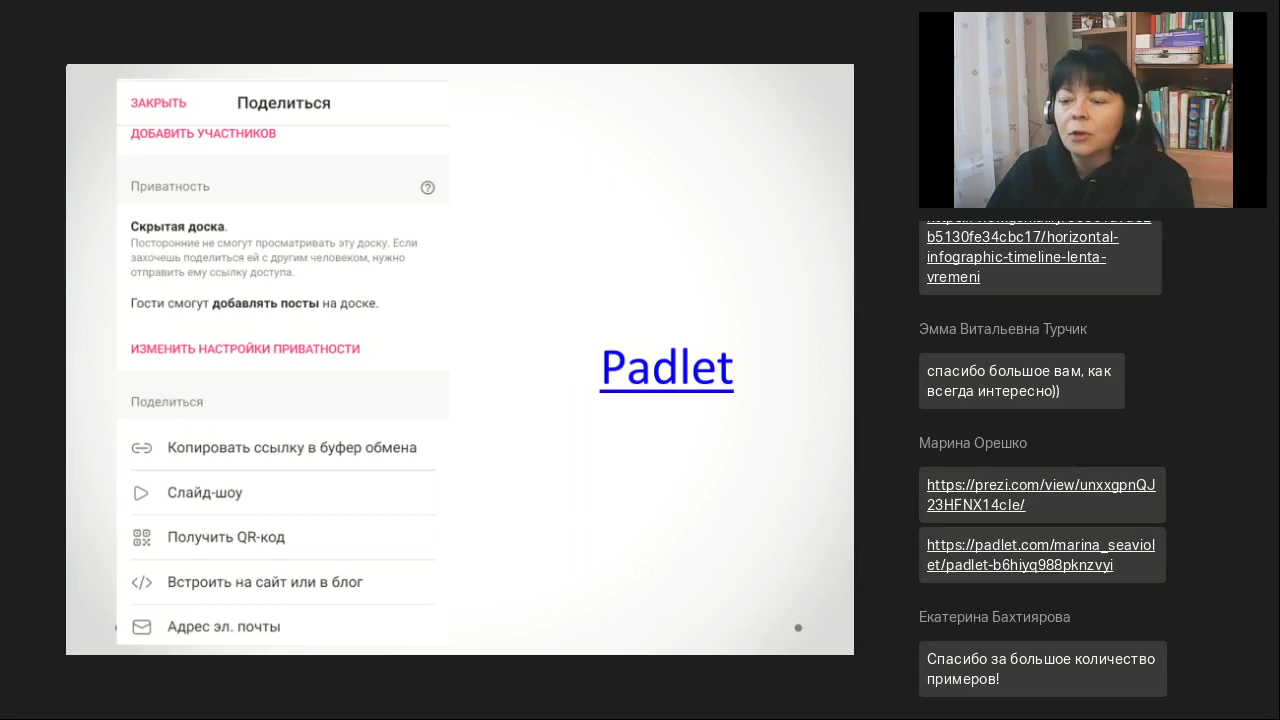 ЗАКРЫТЬ
Поделиться
ДОБАВИТЬ УЧАСТНИКОВ
Приватность
Скрытая доска.
Посторонние не смогут просматривать эту доску. Если
захочешь поделиться ей с другим человеком, нужно
отправить ему ссылку доступа.
Гости смогут добавлять посты на доске.
ИЗМЕНИТЬ НАСТРОЙКИ ПРИВАТНОСТИ
Поделиться
Копировать ссылку в буфер обмена
Слайд-шоу
Получить QR-код
Встроить на сайт или в блог
Адрес эл. почты
Padlet
b5130fe34cbc17/horizontal-
infographic-timeline-lenta-
vremeni
Эмма Витальевна Турчик
спасибо большое вам, как
всегда интересно))
Марина Орешко
https://prezi.com/view/unxxgpnQJ
23HFNX14cIe/
https://padlet.com/marina_seaviol
et/padlet-b6hiyq988pknzvyi
Екатерина Бахтиярова
Спасибо за большое количество
примеров!